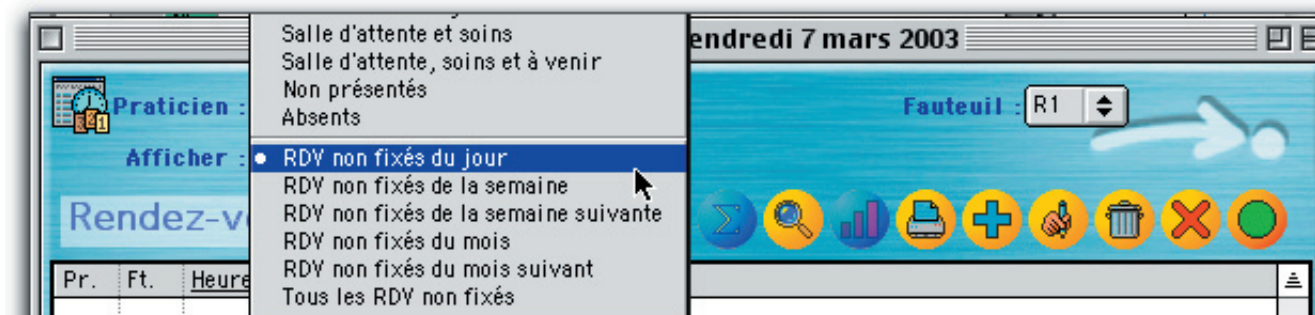 Salle d'attente et soins
endredi 7 mars 2003
Salle d'attente, soins et à venir
Non présentés
Praticien :
Fauteuil : R1
Absents
Afficher :
RDV non fixés du jour
RDV non fixés de la semaine
RDV non fixés de la semaine suivante
Rendez-v
RDV non fixés du mois
RDV non fixés du mois suivant
Pr. Ft. Heure
Tous les RDV non fixés